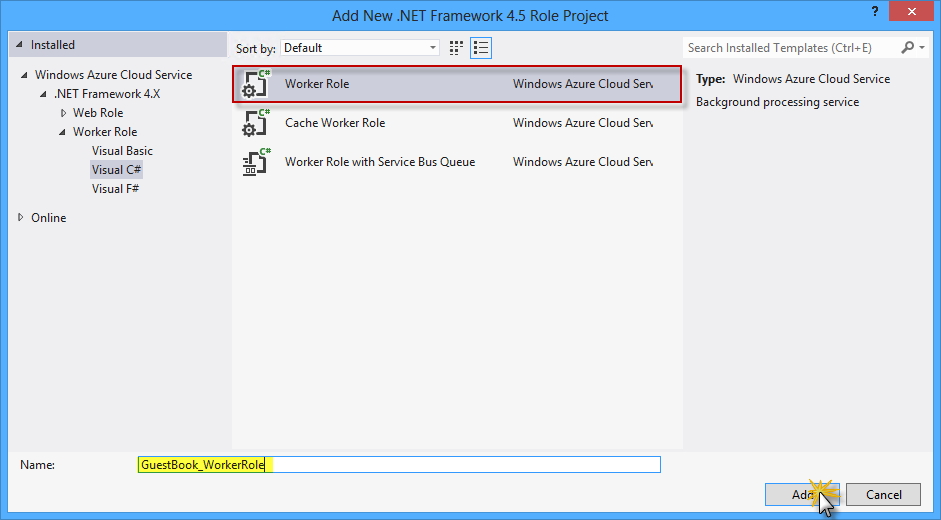 Add New .NET Framework 4.5 Role Project
?
Installed
Sort by: Default
Search Installed Templates (Ctrl+E)
Windows Azure Cloud Service
.NET Framework 4.X
Web Role
Worker Role
Visual Basic
Visual C#
Visual F#
Online
C# Worker Role Windows Azure Cloud Serv
C# Cache Worker Role Windows Azure Cloud Serv
C# Worker Role with Service Bus Queue Windows Azure Cloud Serv
Type: Windows Azure Cloud Service
Background processing service
Name: GuestBook_WorkerRole
Add Cancel